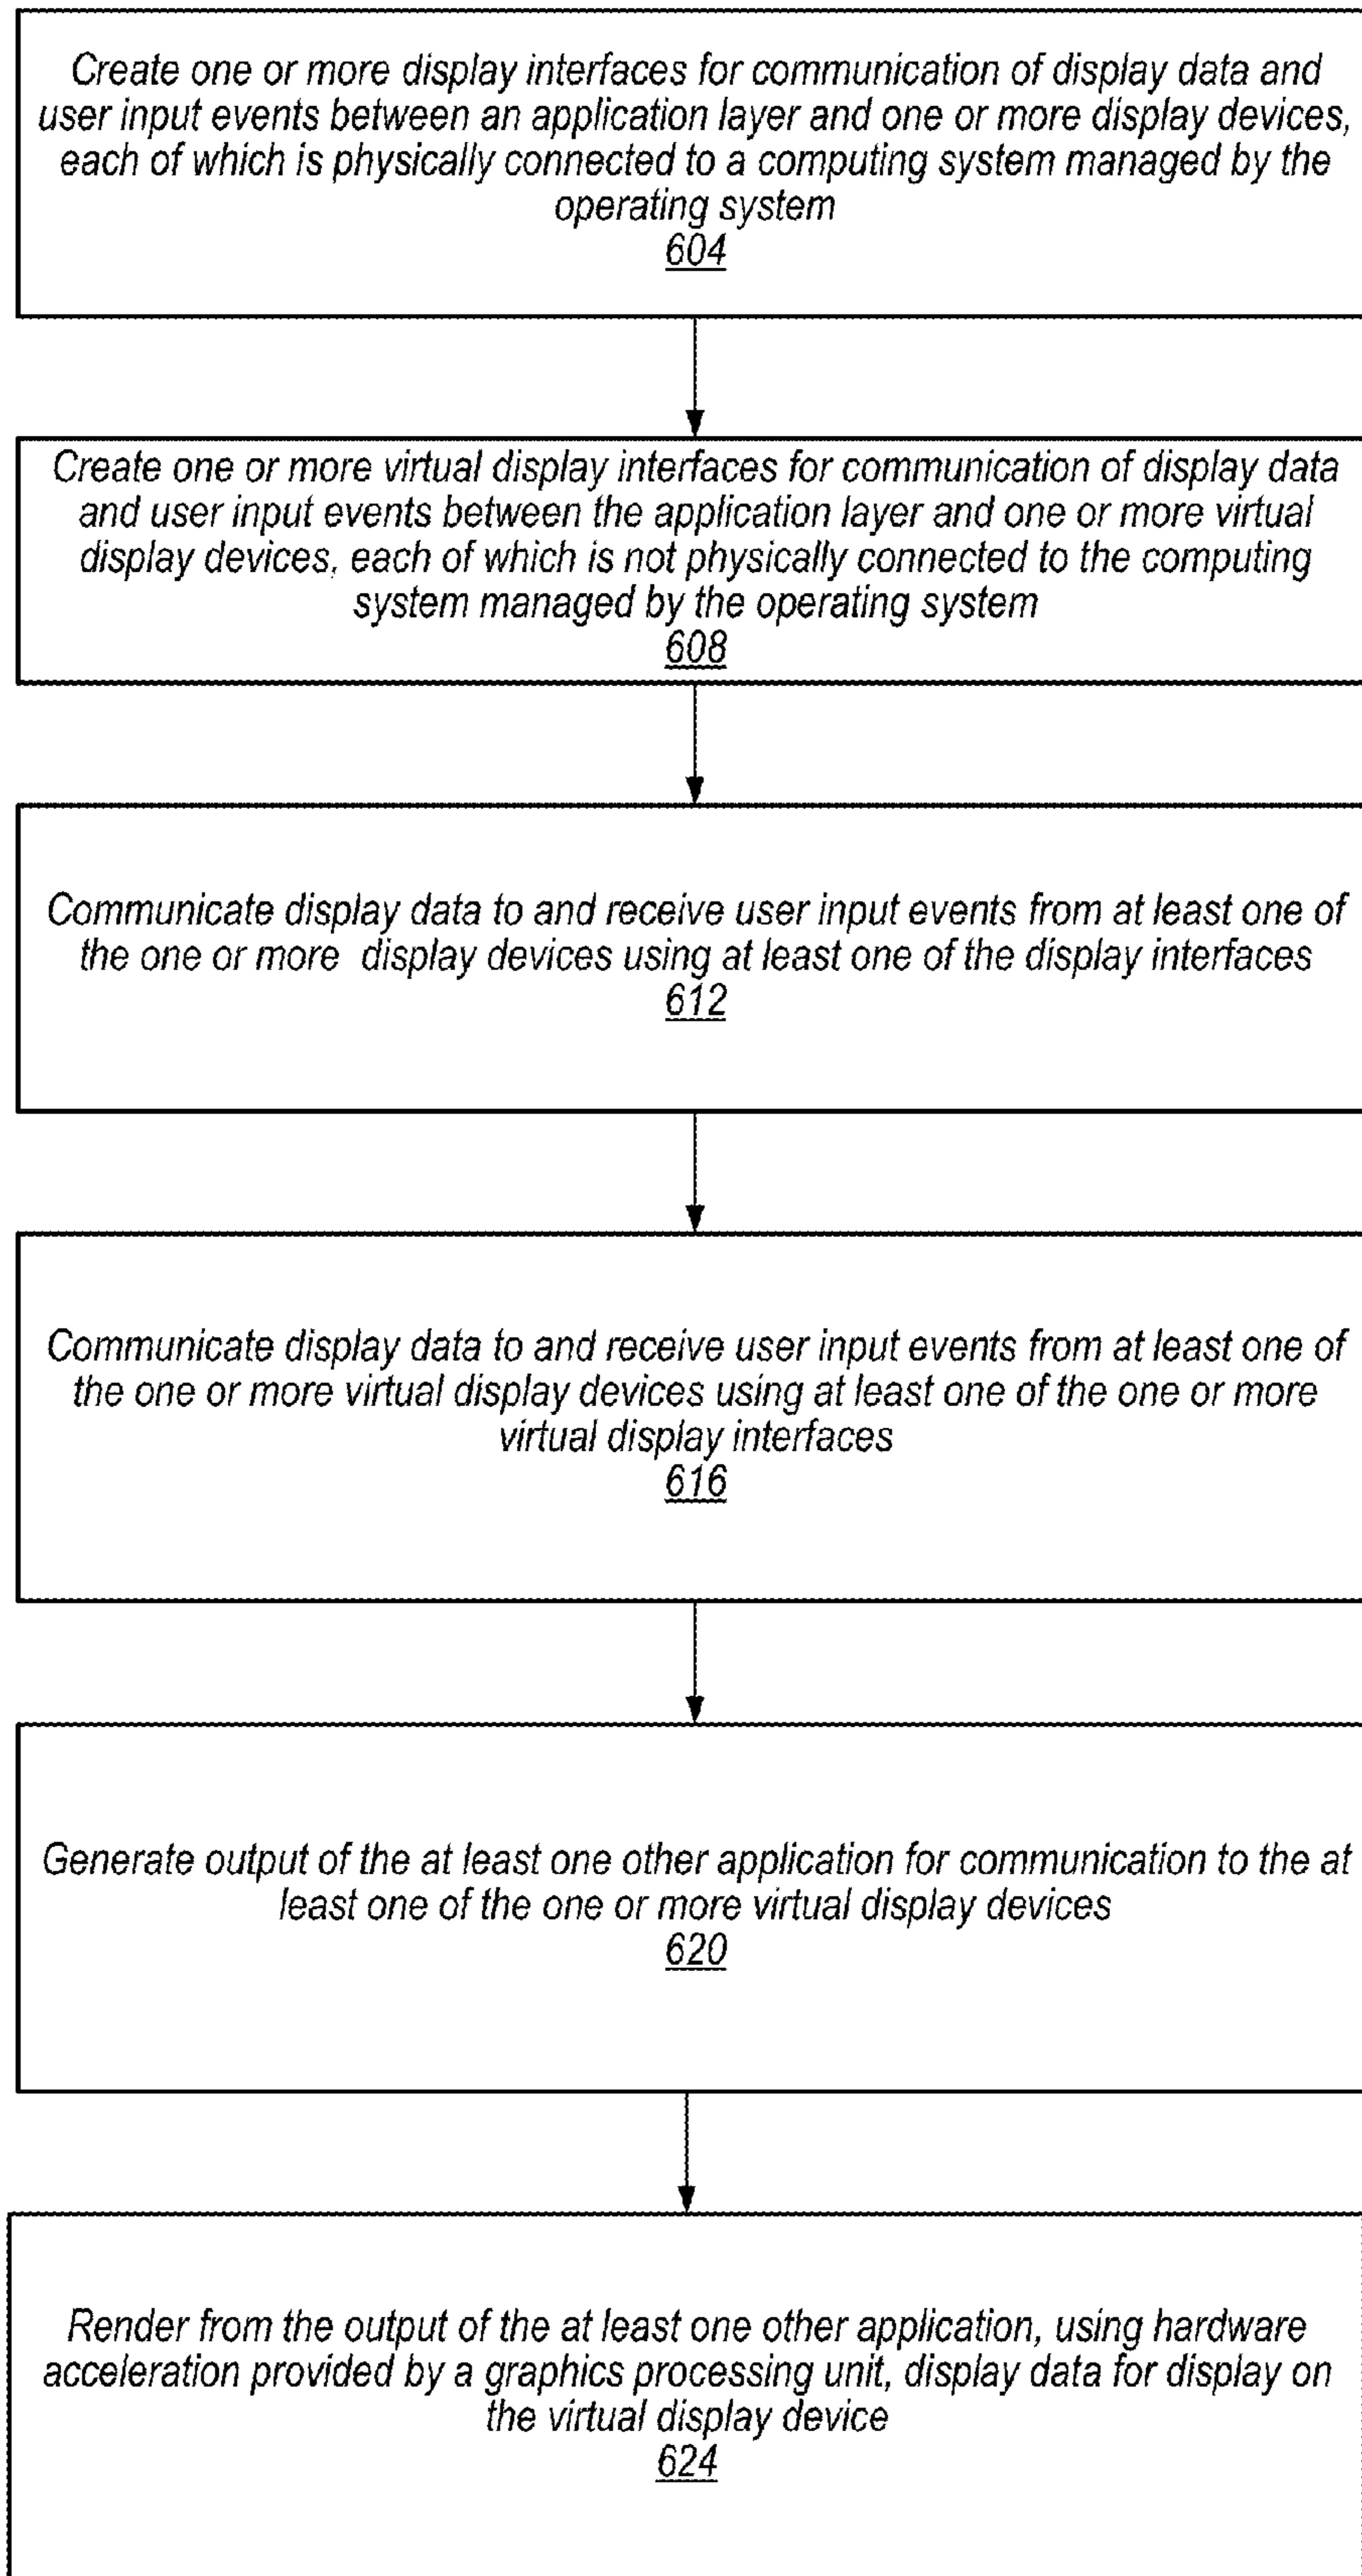 Create one or more display interfaces for communication of display data and
user input events between an application layer and one or more display devices,
each of which is physically connected to a computing system managed by the
operating system
604
Create one or more virtual display interfaces for communication of display data
and user input events between the application layer and one or more virtual
display devices, each of which is not physically connected to the computing
system managed by the operating system
608
Communicate display data to and receive user input events from at least one of
the one or more display devices using at least one of the display interfaces
612
Communicate display data to and receive user input events from at least one of
the one or more virtual display devices using at least one of the one or more
virtual display interfaces
616
Generate output of the at least one other application for communication to the at
least one of the one or more virtual display devices
620
Render from the output of the at least one other application, using hardware
acceleration provided by a graphics processing unit, display data for display on
the virtual display device
624